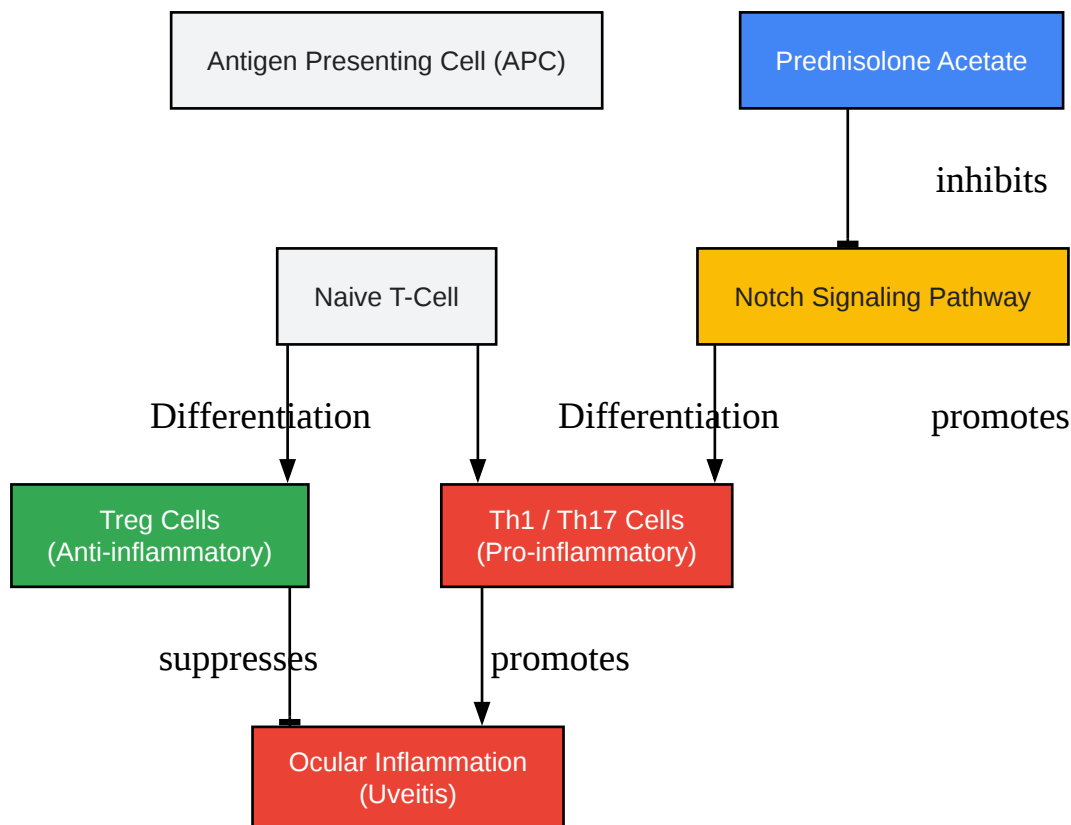 Antigen Presenting Cell (APC)
Prednisolone Acetate
inhibits
Naive T-Cell
Notch Signaling Pathway
Differentiation
Differentiation
promotes
Treg Cells
(Anti-inflammatory)
Th1 / Th17 Cells
(Pro-inflammatory)
suppresses
promotes
Ocular Inflammation
(Uveitis)